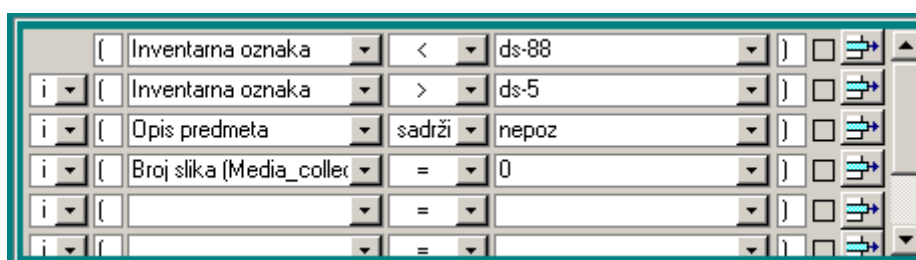 ( Inventarna oznaka < ds-88 )
i ( Inventarna oznaka > ds-5 )
i ( Opis predmeta sadrži nepoz )
i ( Broj slika (Media_collec = 0 )
i ( = )
i ( = )